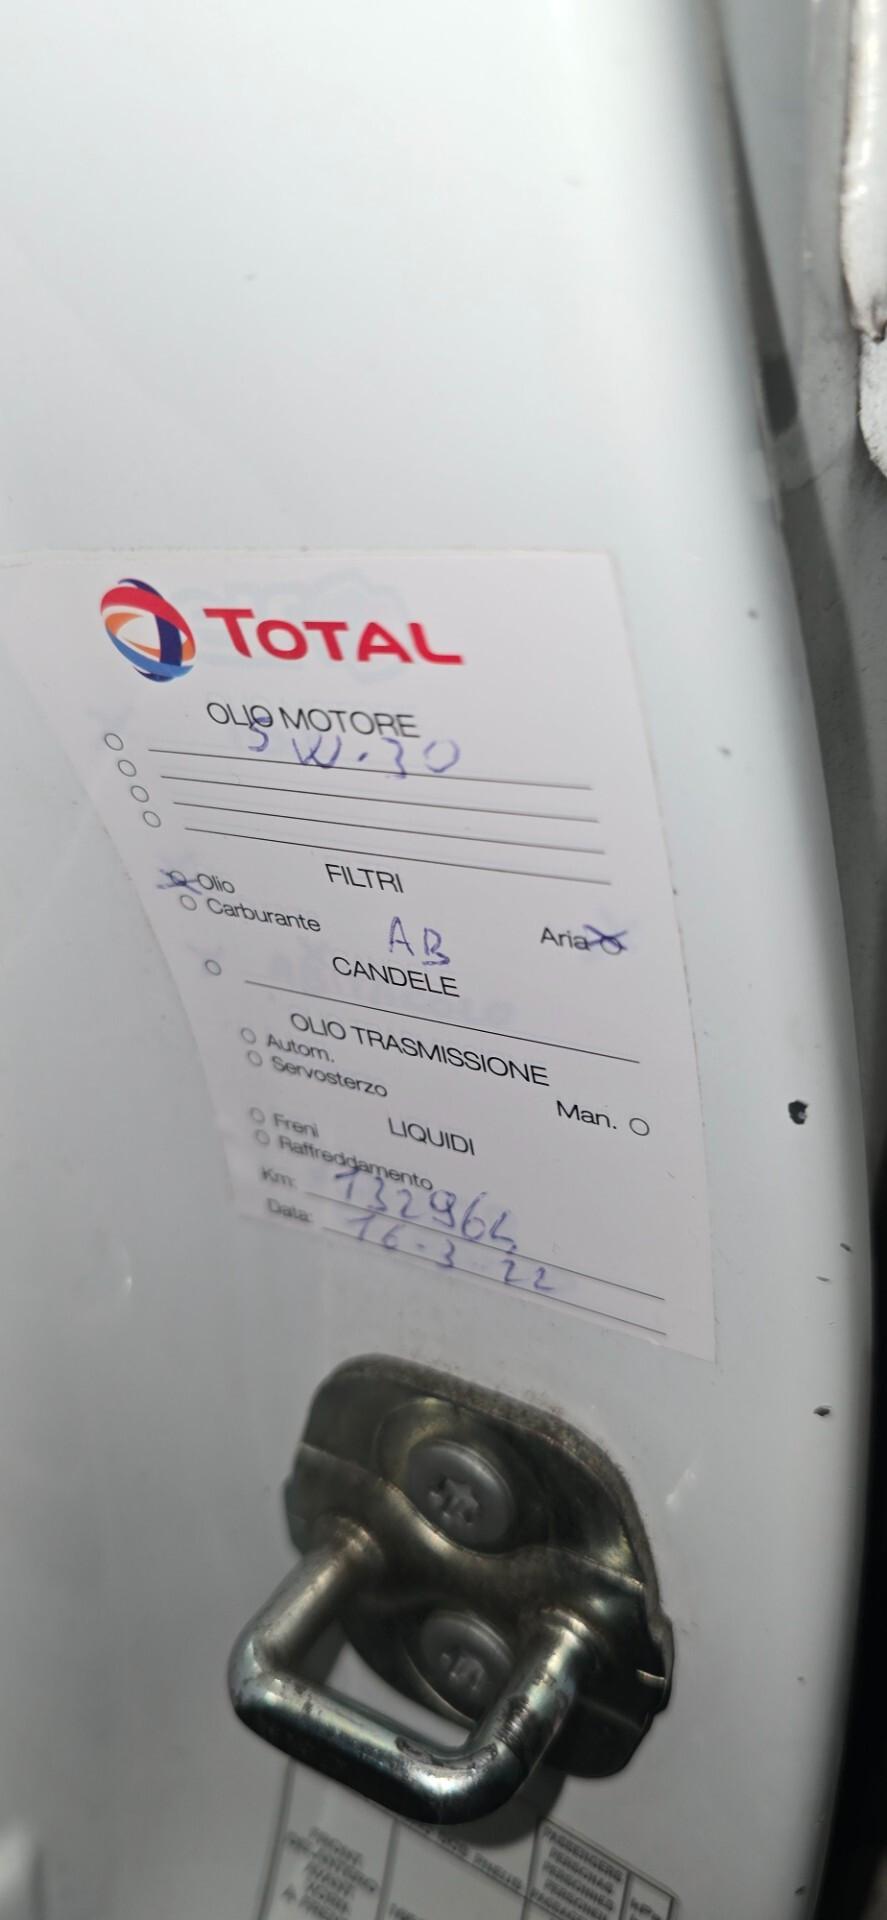 TOTAL
OLIO MOTORE
5W-30
FILTRI
Olio
Carburante AB Aria
CANDELE
OLIO TRASMISSIONE
Autom.
Servosterzo Man.
LIQUIDI
Freni
Raffreddamento
Km: 132964
Data: 16-3-22